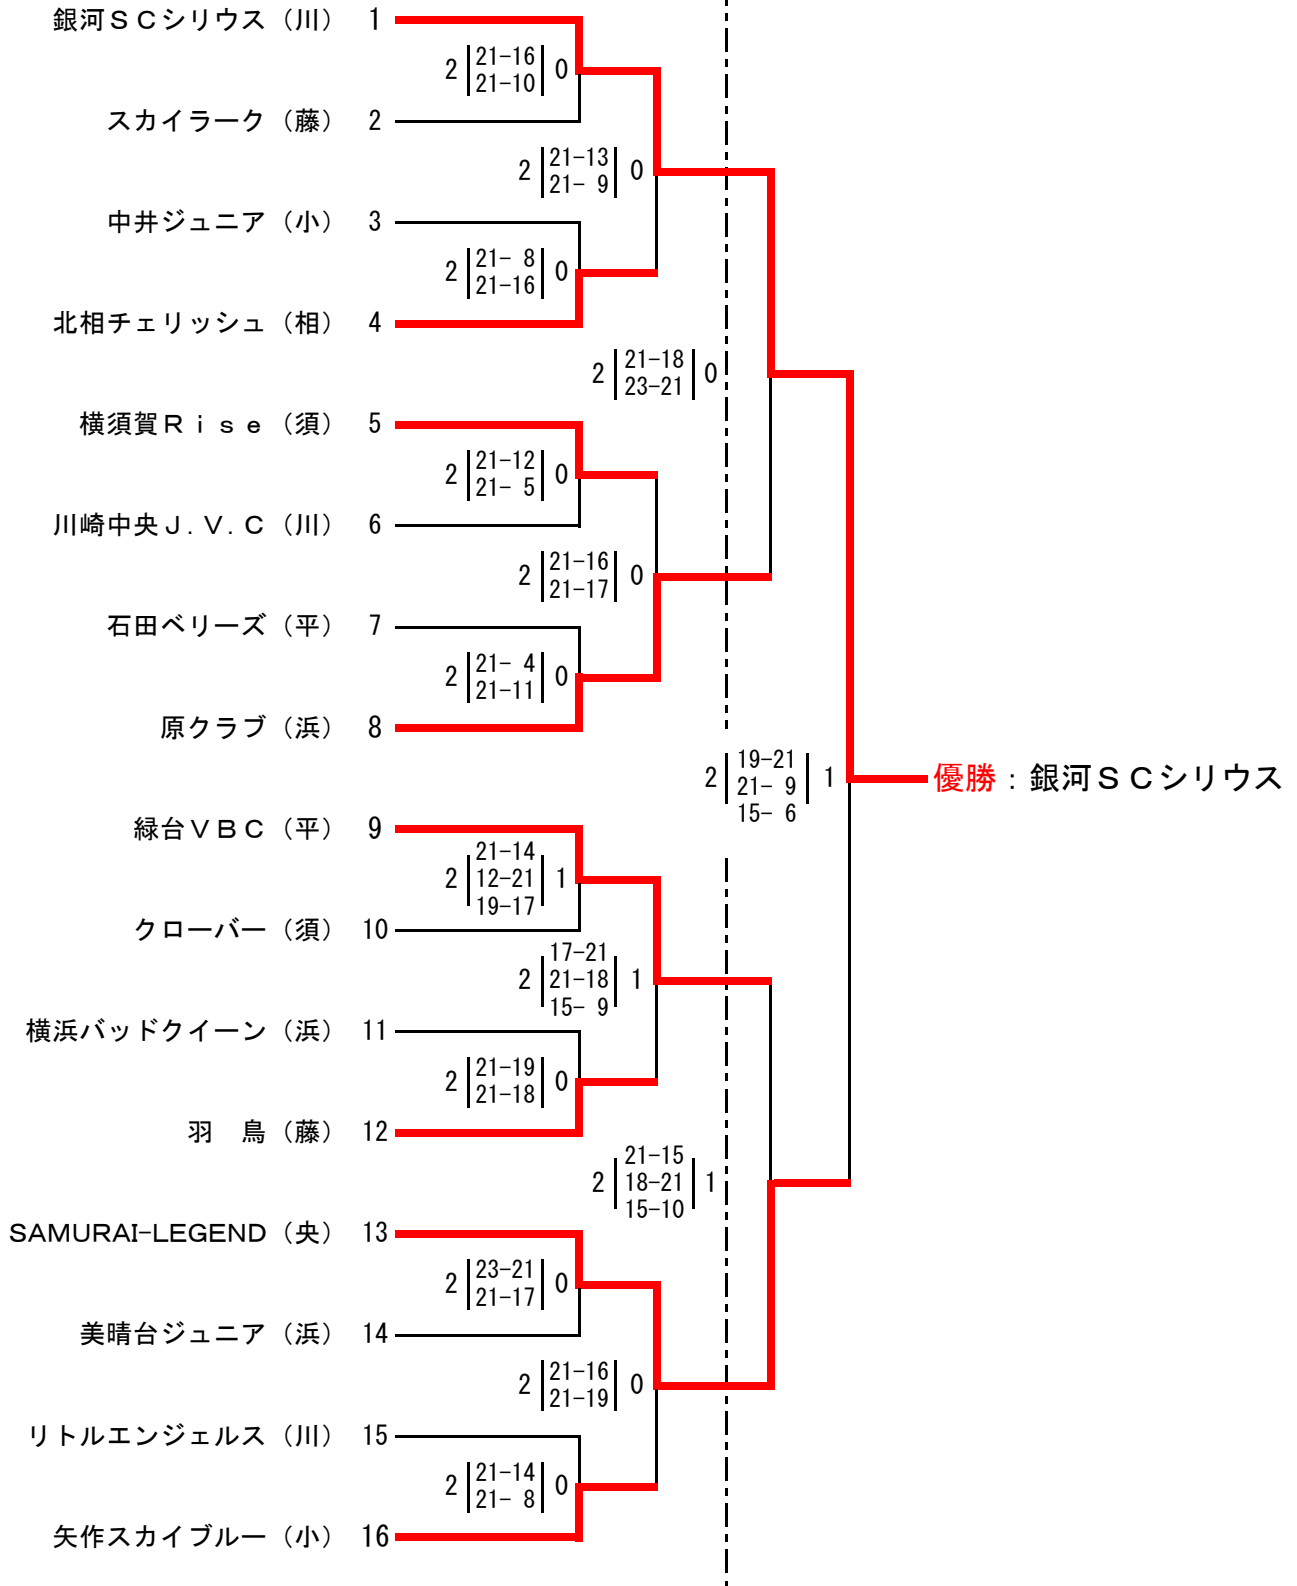 銀河ＳＣシリウス（川） 1
2 21-16 0
21-10
スカイラーク（藤） 2
2 21-13 0
21- 9
中井ジュニア（小） 3
2 21- 8 0
21-16
北相チェリッシュ（相） 4
2 21-18 0
23-21
横須賀Ｒｉｓｅ（須） 5
2 21-12 0
21- 5
川崎中央Ｊ.Ｖ.Ｃ（川） 6
2 21-16 0
21-17
石田ベリーズ（平） 7
2 21- 4 0
21-11
原クラブ（浜） 8
2 19-21 1
21- 9
15- 6
優勝：銀河ＳＣシリウス
緑台ＶＢＣ（平） 9
21-14
2 12-21 1
19-17
クローバー（須） 10
17-21
2 21-18 1
15- 9
横浜バッドクイーン（浜） 11
2 21-19 0
21-18
羽　鳥（藤） 12
21-15
2 18-21 1
15-10
SAMURAI-LEGEND（央） 13
2 23-21 0
21-17
美晴台ジュニア（浜） 14
2 21-16 0
21-19
リトルエンジェルス（川） 15
2 21-14 0
21- 8
矢作スカイブルー（小） 16